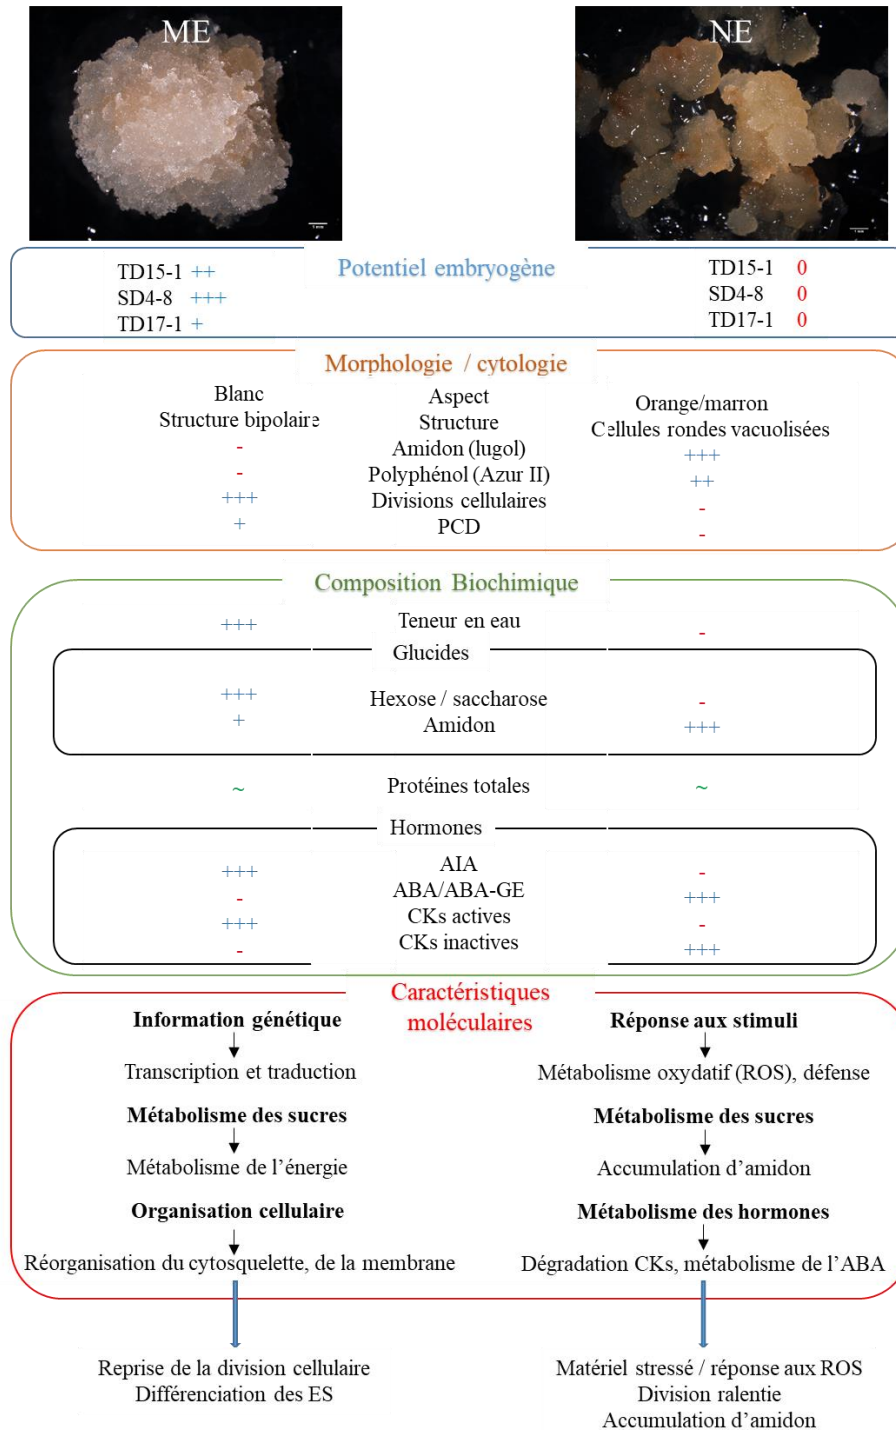 ME
NE
1 mm
1 mm
Potentiel embryogène
TD15-1 ++
SD4-8 +++
TD17-1 +
TD15-1 0
SD4-8 0
TD17-1 0
Morphologie / cytologie
Blanc Aspect Orange/marron
Structure bipolaire Structure Cellules rondes vacuolisées
- Amidon (lugol) +++
- Polyphénol (Azur II) ++
+++ Divisions cellulaires -
+ PCD -
Composition Biochimique
+++ Teneur en eau -
Glucides
+++ Hexose / saccharose -
+ Amidon +++
~ Protéines totales ~
Hormones
+++ AIA -
- ABA/ABA-GE +++
+++ CKs actives -
- CKs inactives +++
Caractéristiques
moléculaires
Information génétique
Transcription et traduction
Métabolisme des sucres
Métabolisme de l’énergie
Organisation cellulaire
Réorganisation du cytosquelette, de la membrane
Reprise de la division cellulaire
Différenciation des ES
Réponse aux stimuli
Métabolisme oxydatif (ROS), défense
Métabolisme des sucres
Accumulation d’amidon
Métabolisme des hormones
Dégradation CKs, métabolisme de l’ABA
Matériel stressé / réponse aux ROS
Division ralentie
Accumulation d’amidon